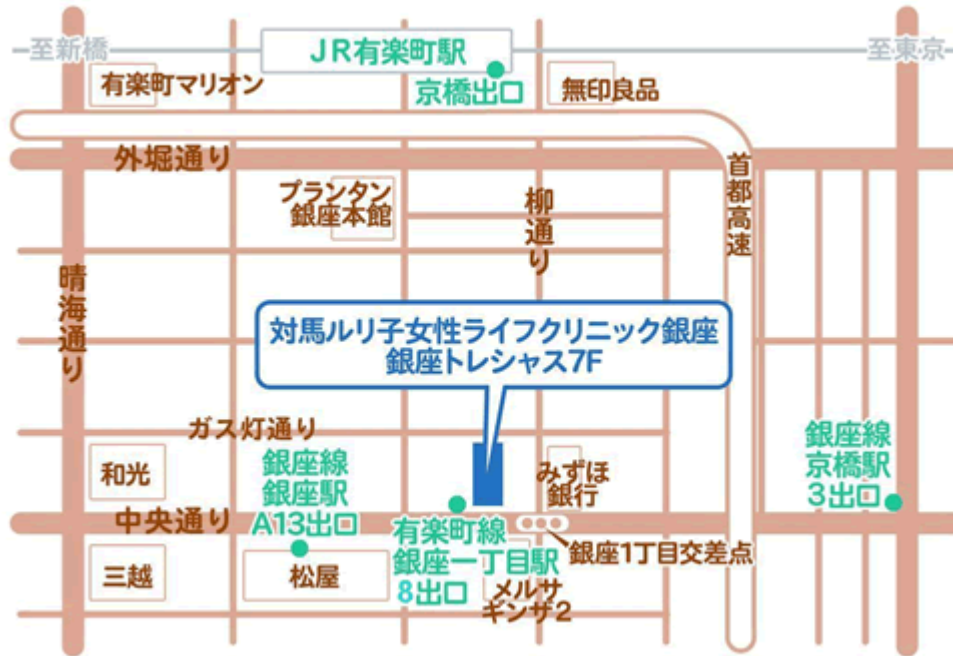 至新橋
JR有楽町駅
至東京
有楽町マリオン
京橋出口
無印良品
外堀通り
首都高速
プランタン
銀座本館
柳通り
晴海通り
対馬ルリ子女性ライフクリニック銀座
銀座トレシャス7F
ガス灯通り
和光
銀座線
銀座駅
A13出口
みずほ
銀行
銀座線
京橋駅
3出口
中央通り
有楽町線
銀座一丁目駅
8出口
銀座1丁目交差点
三越
松屋
メルサ
ギンザ2